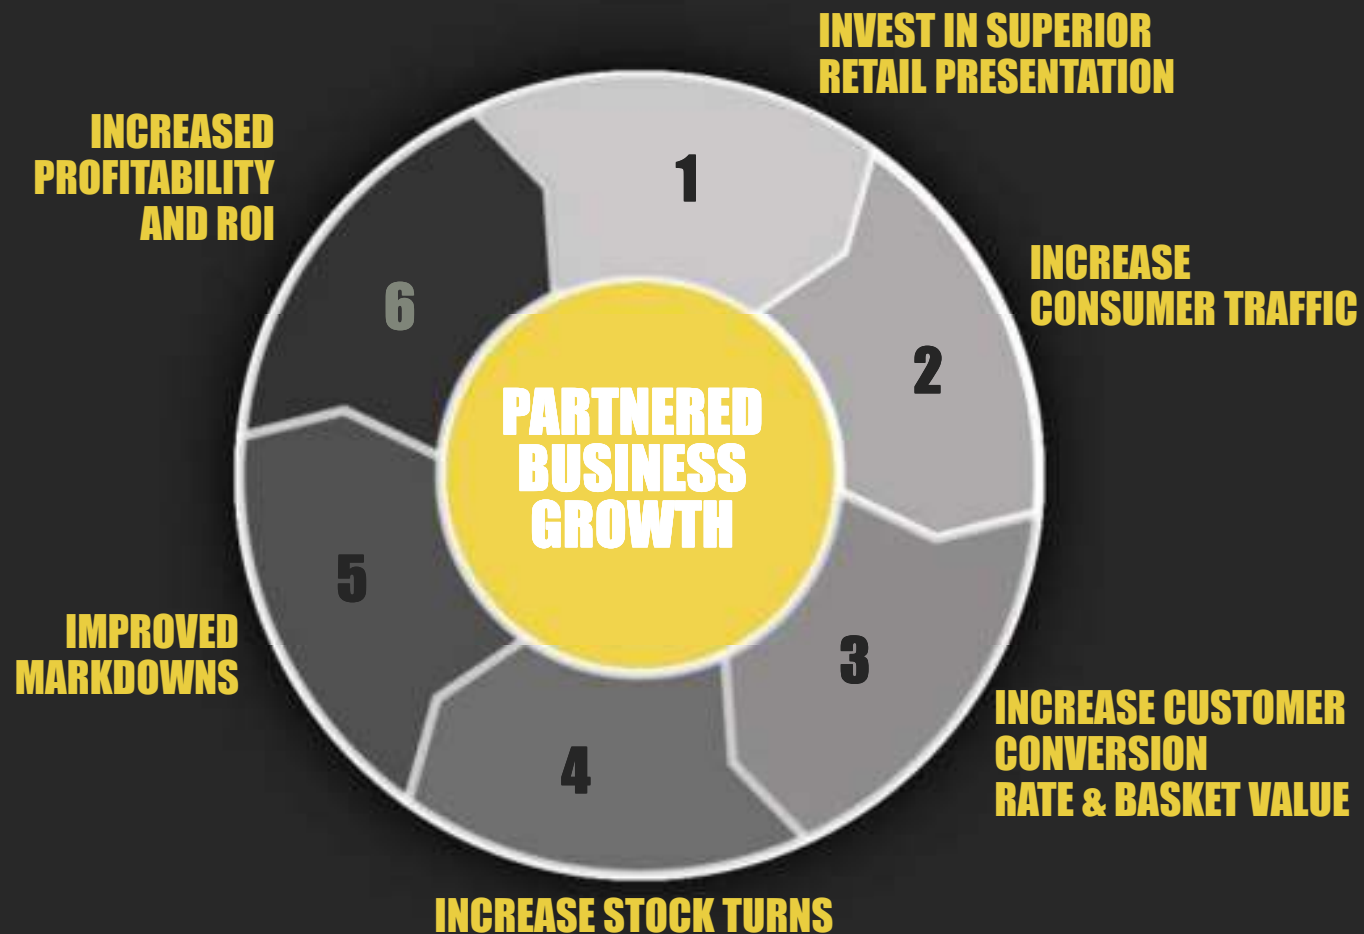 INVEST IN SUPERIOR
RETAIL PRESENTATION
1
INCREASE
CONSUMER TRAFFIC
2
INCREASE CUSTOMER
CONVERSION
RATE & BASKET VALUE
3
INCREASE STOCK TURNS
4
IMPROVED
MARKDOWNS
5
INCREASED
PROFITABILITY
AND ROI
6
PARTNERED
BUSINESS
GROWTH